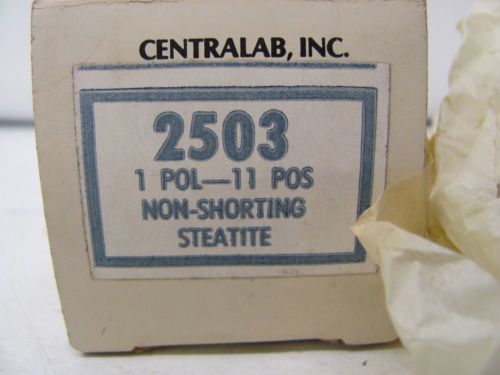 CENTRALAB, INC.
2503
1 POL—11 POS
NON-SHORTING
STEATITE